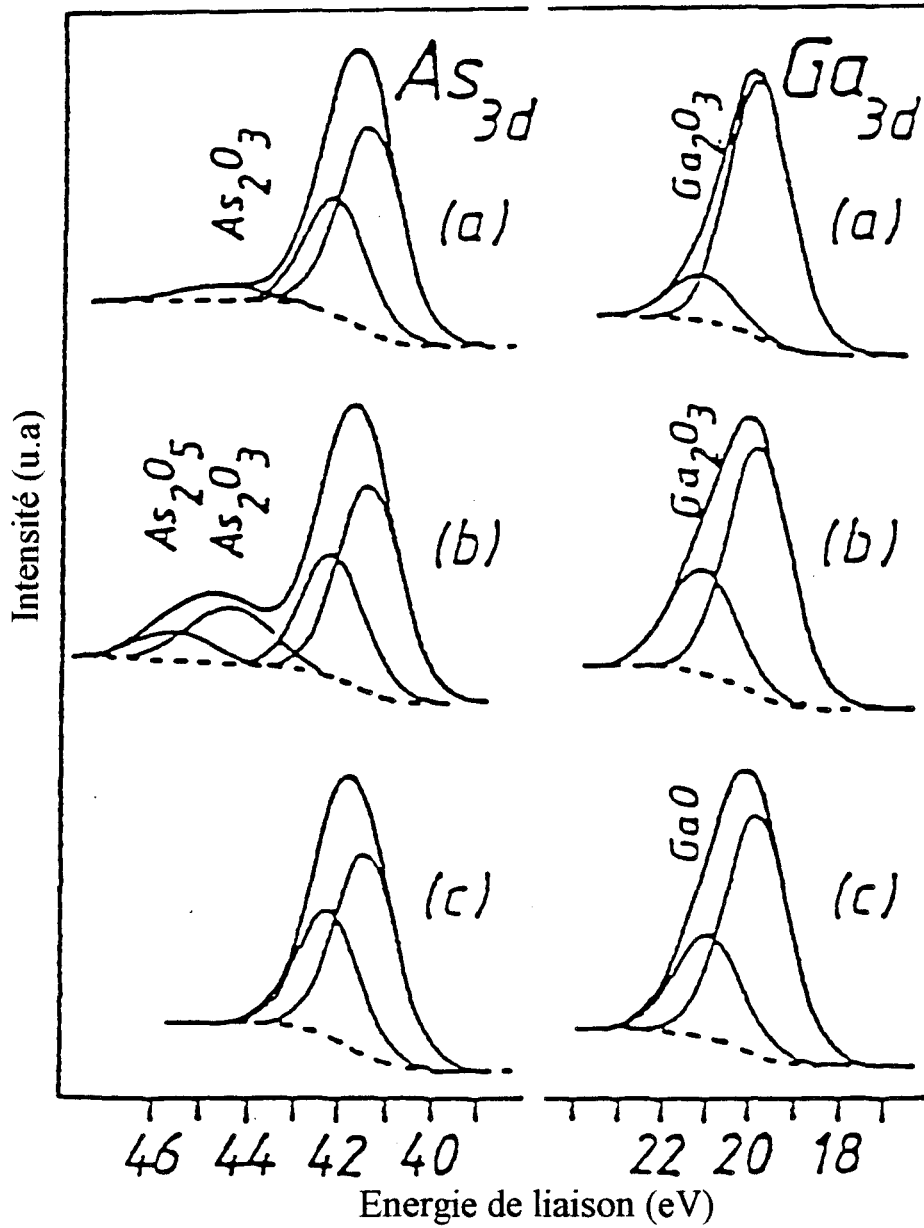 As3d
Ga3d
As2O3
(a)
Ga2O3
(a)
As2O5
As2O3
(b)
Ga2O3
(b)
(c)
GaO
(c)
Intensité (u.a)
46 44 42 40 22 20 18
Energie de liaison (eV)